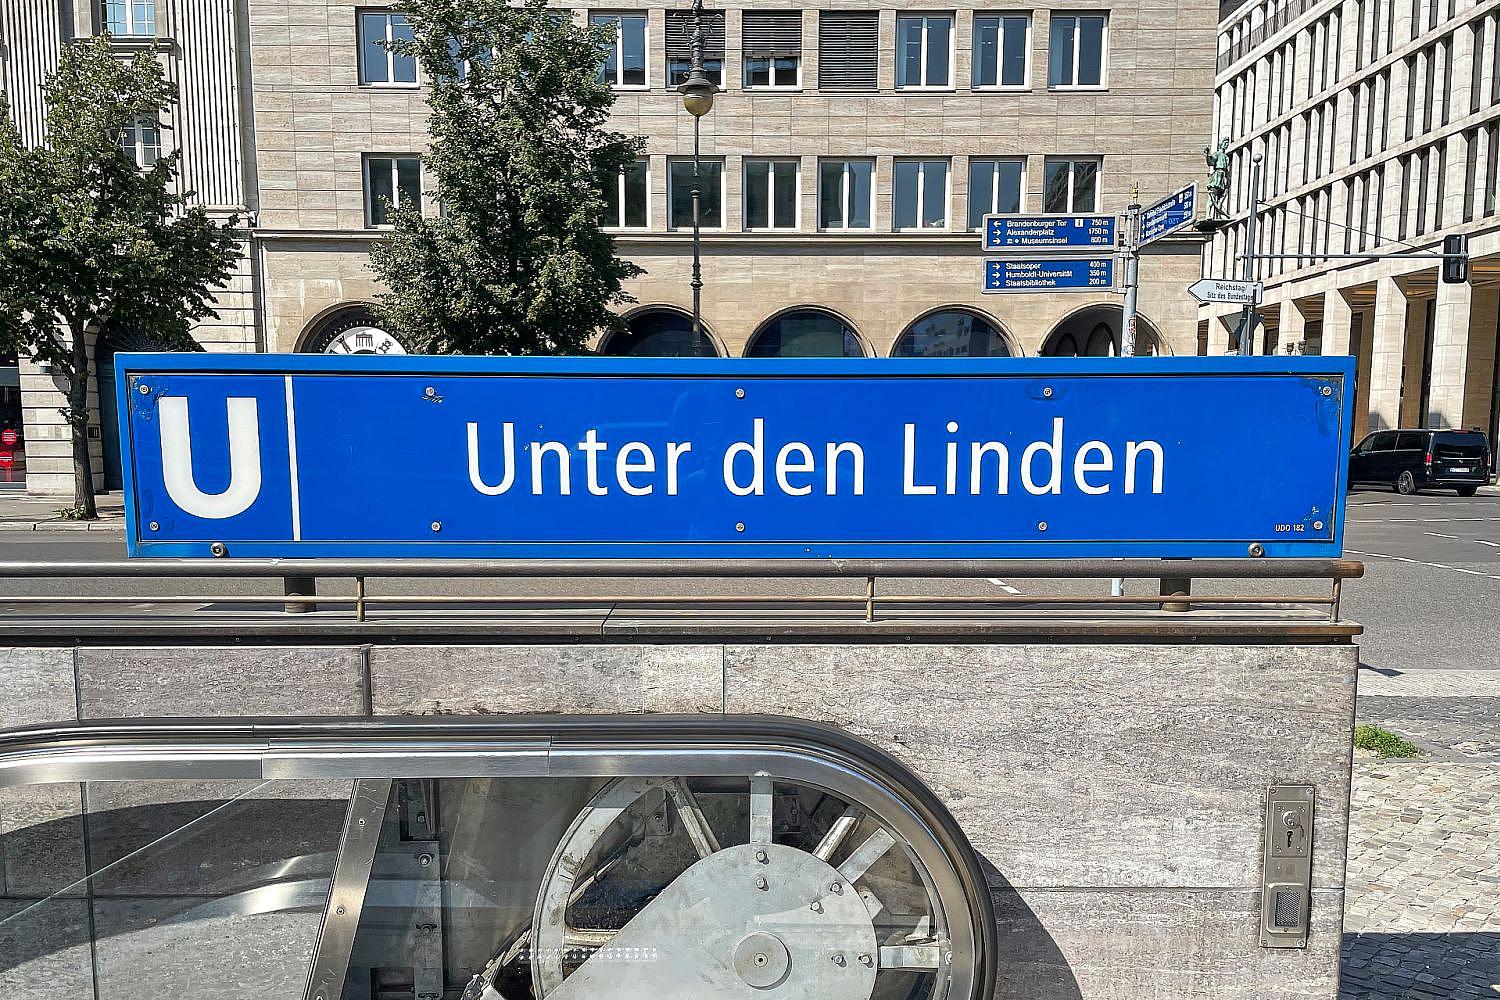 Brandenburger Tor 750 m
Alexanderplatz 1750 m
Museumsinsel 800 m
Staatsoper 400 m
Humboldt-Universität 350 m
Staatsbibliothek 200 m
Reichstag/
Sitz des Bundestages
U Unter den Linden
UDO 182